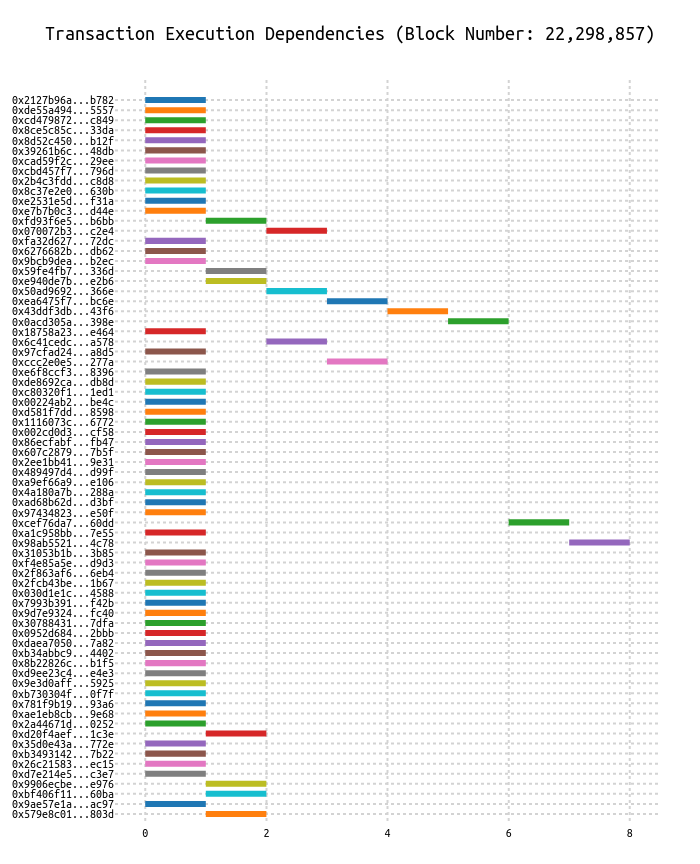 Transaction Execution Dependencies (Block Number: 22,298,857)
0x2127b96a...b782
0xde55a494...5557
0xcd479872...c849
0x8ce5c85c...33da
0x8d52c450...b12f
0x39261b6c...48db
0xcad59f2c...29ee
0xcbd457f7...796d
0x2b4c3fdd...c8d8
0x8c37e2e0...630b
0xe2531e5d...f31a
0xe7b7b0c3...d44e
0xfd93f6e5...b6bb
0x070072b3...c2e4
0xfa32d627...72dc
0x6276682b...db62
0x9bcb9dea...b2ec
0x59fe4fb7...336d
0xe940de7b...e2b6
0x50ad9692...366e
0xea6475f7...bc6e
0x43ddf3db...43f6
0x0acd305a...398e
0x18758a23...e464
0x6c41cedc...a578
0x97cfad24...a8d5
0xccc2e0e5...277a
0xe6f8ccf3...8396
0xde8692ca...db8d
0xc80320f1...1ed1
0x00224ab2...be4c
0xd581f7dd...8598
0x1116073c...6772
0x002cd0d3...cf58
0x86ecfabf...fb47
0x607c2879...7b5f
0x2ee1bb41...9e31
0x489497d4...d99f
0xa9ef66a9...e106
0x4a180a7b...288a
0xad68b62d...d3bf
0x97434823...e50f
0xcef76da7...60dd
0xa1c958bb...7e55
0x98ab5521...4c78
0x31053b1b...3b85
0xf4e85a5e...d9d3
0x2f863af6...6eb4
0x2fcb43be...1b67
0x030d1e1c...4588
0x7993b391...f42b
0x9d7e9324...fc40
0x30788431...7dfa
0x0952d684...2bbb
0xdaea7050...7a82
0xb34abbc9...4402
0x8b22826c...b1f5
0xd9ee23c4...e4e3
0x9e3d0aff...5925
0xb730304f...0f7f
0x781f9b19...93a6
0xae1eb8cb...9e68
0x2a44671d...0252
0xd20f4aef...1c3e
0x35d0e43a...772e
0xb3493142...7b22
0x26c21583...ec15
0xd7e214e5...c3e7
0x9906ecbe...e976
0xbf406f11...60ba
0x9ae57e1a...ac97
0x579e8c01...803d
0 2 4 6 8